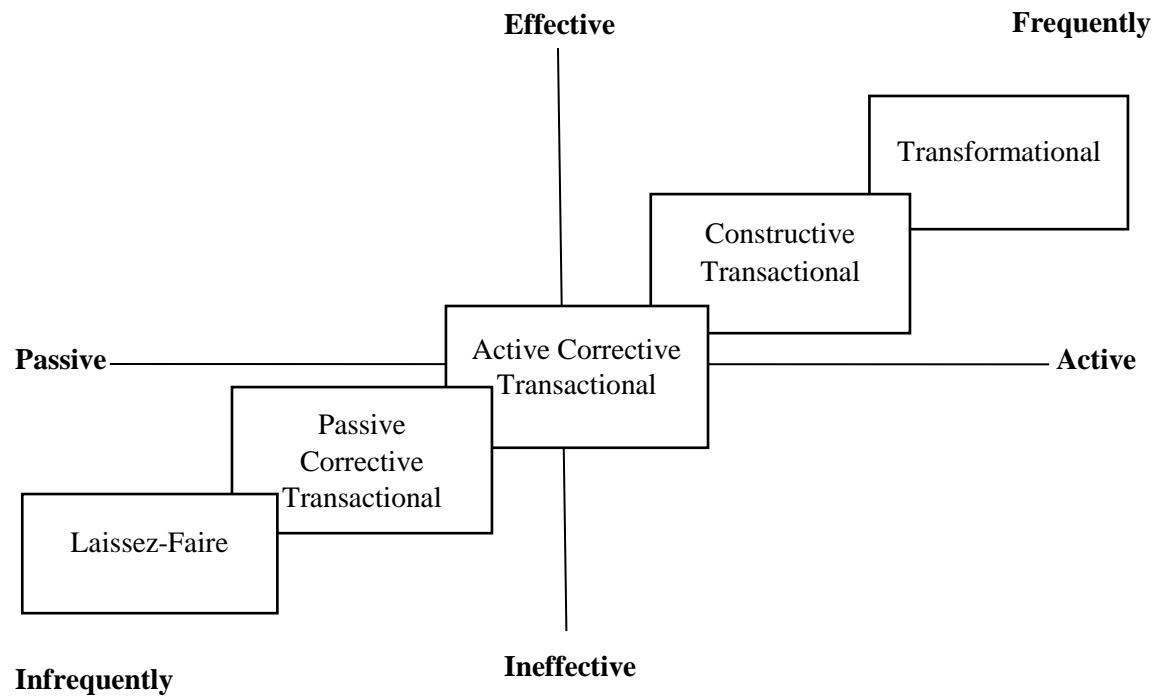 Effective
Frequently
Transformational
Constructive
Transactional
Active Corrective
Transactional
Passive
Active
Passive
Corrective
Transactional
Laissez-Faire
Ineffective
Infrequently